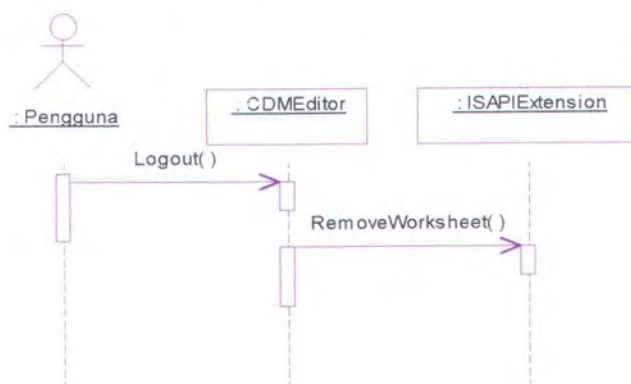 : Pengguna
: CDMEditor
: ISAPIExtension
Logout( )
RemoveWorksheet( )